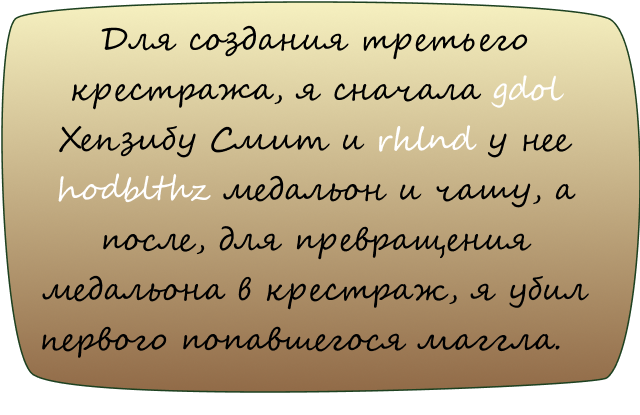 Для создания третьего
крестража, я сначала gdol
Хепзибу Смит и rhlnd у нее
hodblthz медальон и чашу, а
после, для превращения
медальона в крестраж, я убил
первого попавшегося маггла.